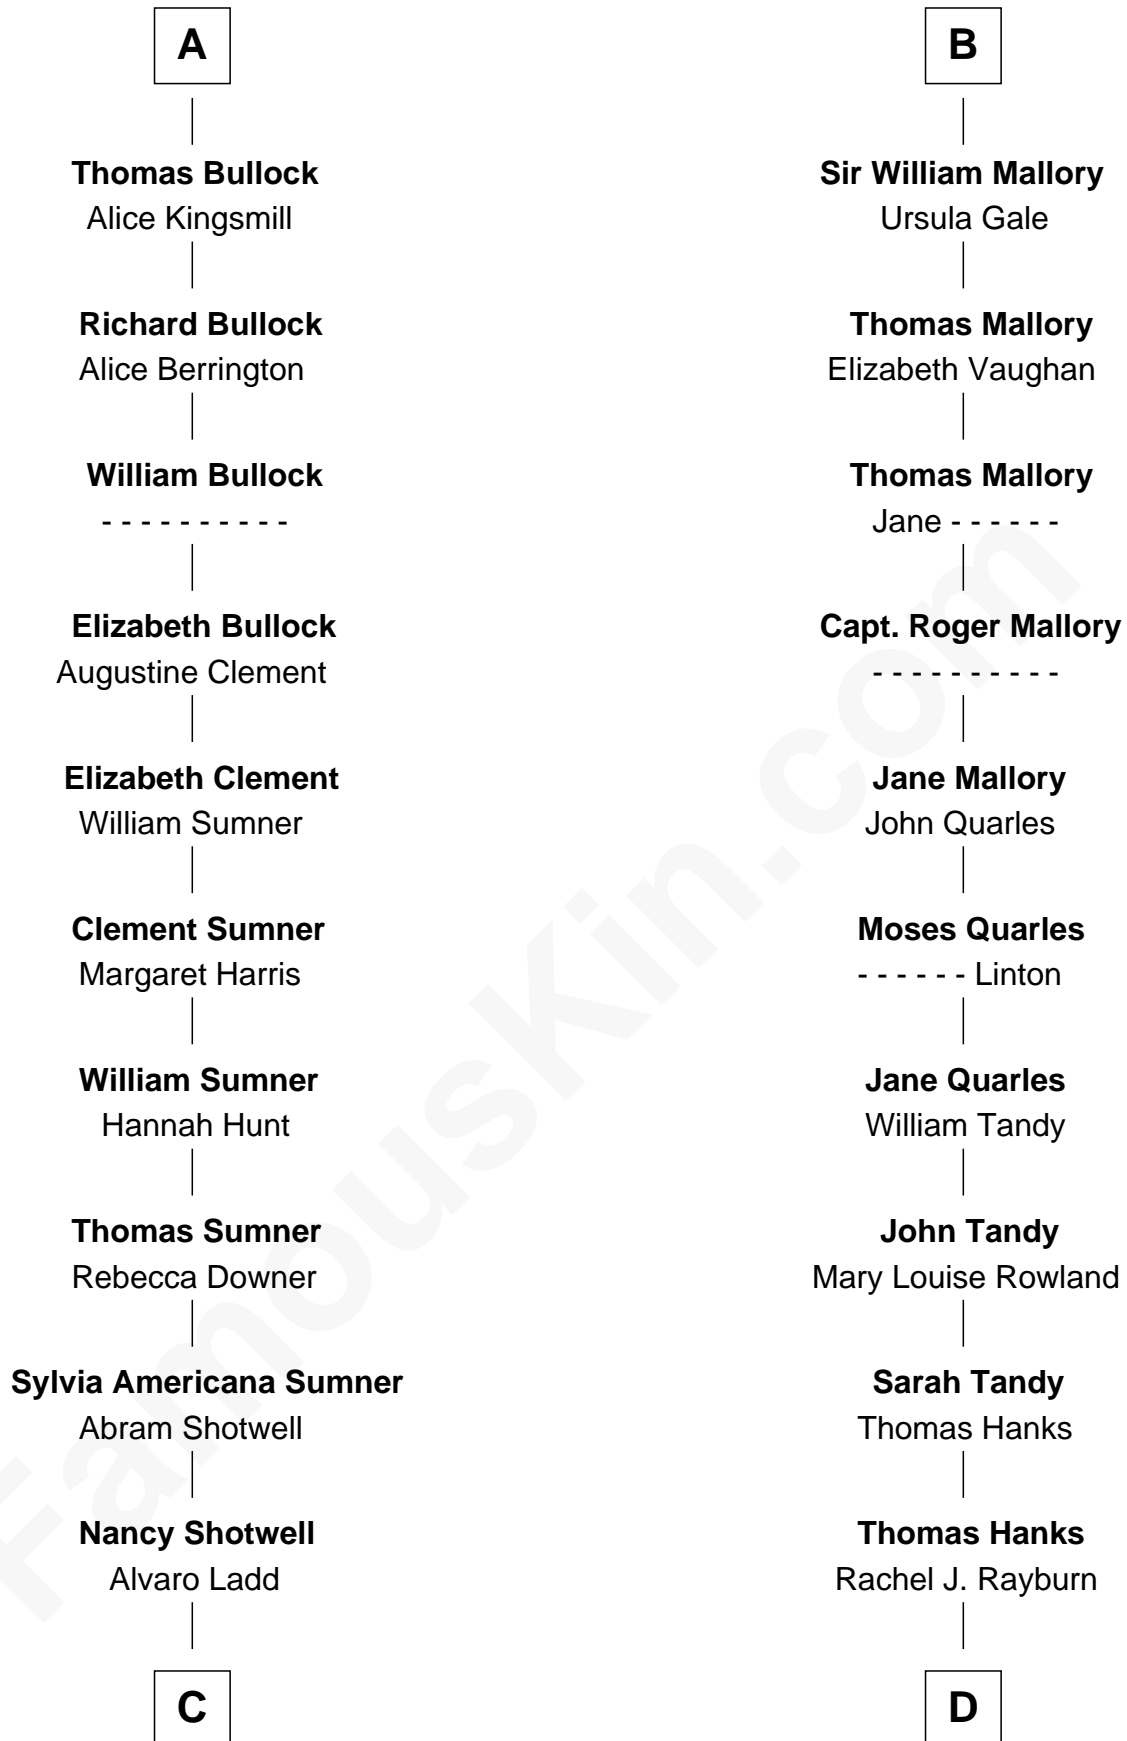 A
Thomas Bullock
Alice Kingsmill
Richard Bullock
Alice Berrington
William Bullock
- - - - - - - - - -
Elizabeth Bullock
Augustine Clement
Elizabeth Clement
William Sumner
Clement Sumner
Margaret Harris
William Sumner
Hannah Hunt
Thomas Sumner
Rebecca Downer
Sylvia Americana Sumner
Abram Shotwell
Nancy Shotwell
Alvaro Ladd
C
B
Sir William Mallory
Ursula Gale
Thomas Mallory
Elizabeth Vaughan
Thomas Mallory
Jane - - - - - -
Capt. Roger Mallory
- - - - - - - - - -
Jane Mallory
John Quarles
Moses Quarles
- - - - - - Linton
Jane Quarles
William Tandy
John Tandy
Mary Louise Rowland
Sarah Tandy
Thomas Hanks
Thomas Hanks
Rachel J. Rayburn
D
FamousKin.com